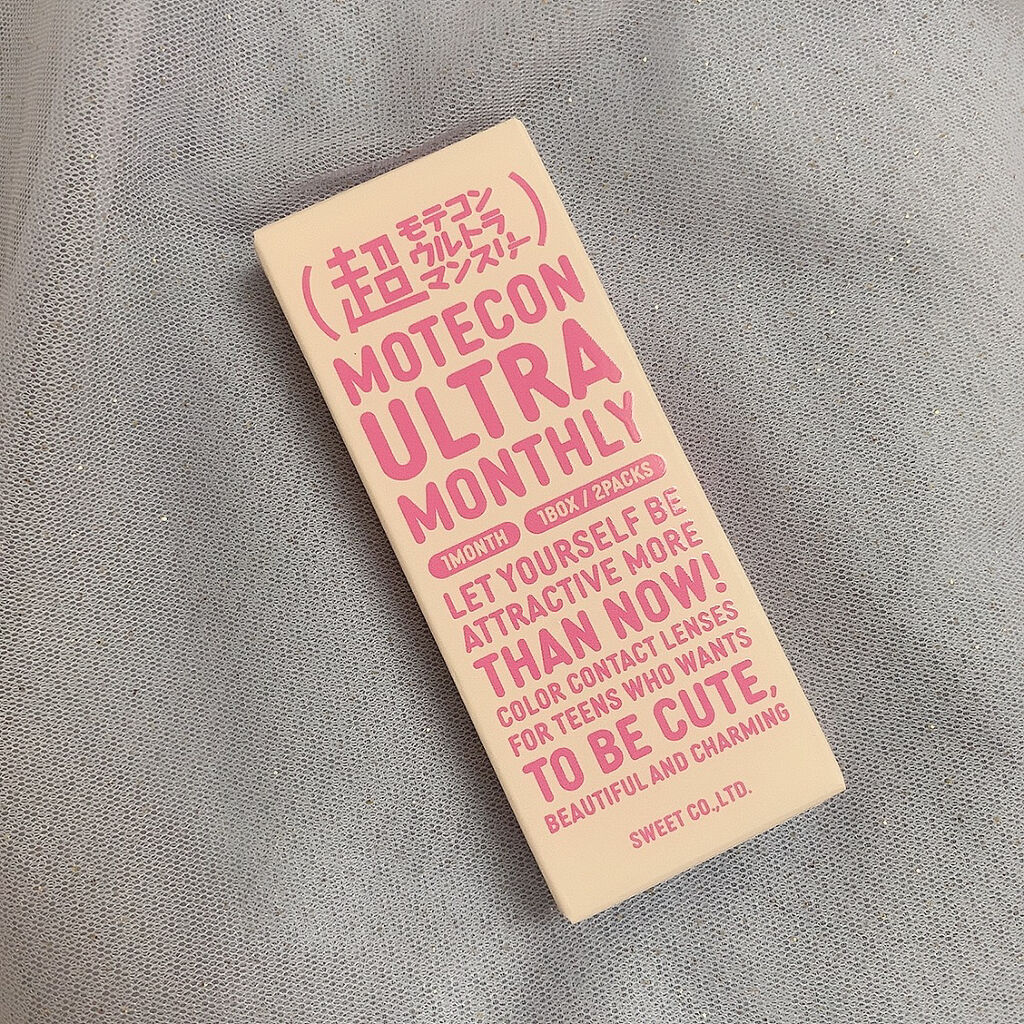 (超 モテコン
ウルトラ
マンスリー)
MOTECON
ULTRA
MONTHLY
1MONTH 1BOX / 2PACKS
LET YOURSELF BE
ATTRACTIVE MORE
THAN NOW!
COLOR CONTACT LENSES
FOR TEENS WHO WANTS
TO BE CUTE,
BEAUTIFUL AND CHARMING
SWEET CO.,LTD.